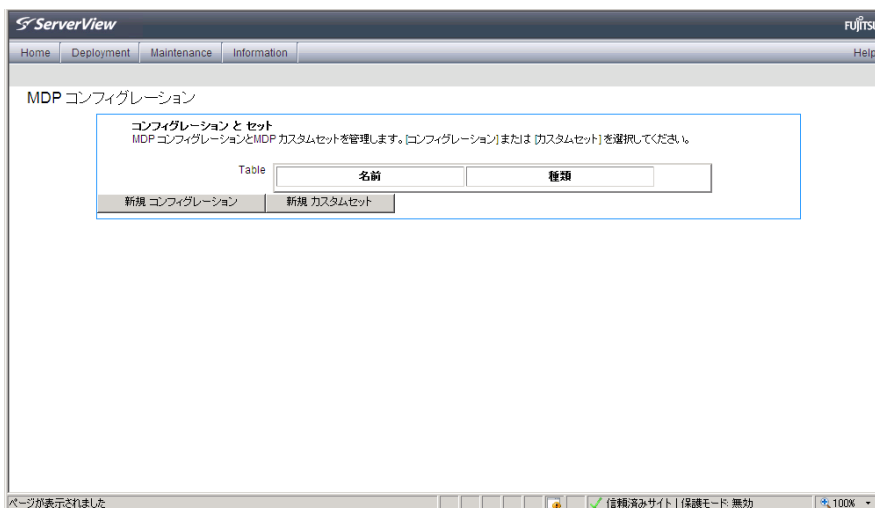 ServerView
FUJITSU
Home Deployment Maintenance Information Help
MDP コンフィグレーション
コンフィグレーション と セット
MDP コンフィグレーションとMDP カスタムセットを管理します。[コンフィグレーション] または [カスタムセット] を選択してください。
Table 名前 種類
新規 コンフィグレーション 新規 カスタムセット
ページが表示されました 信頼済みサイト | 保護モード: 無効 100%